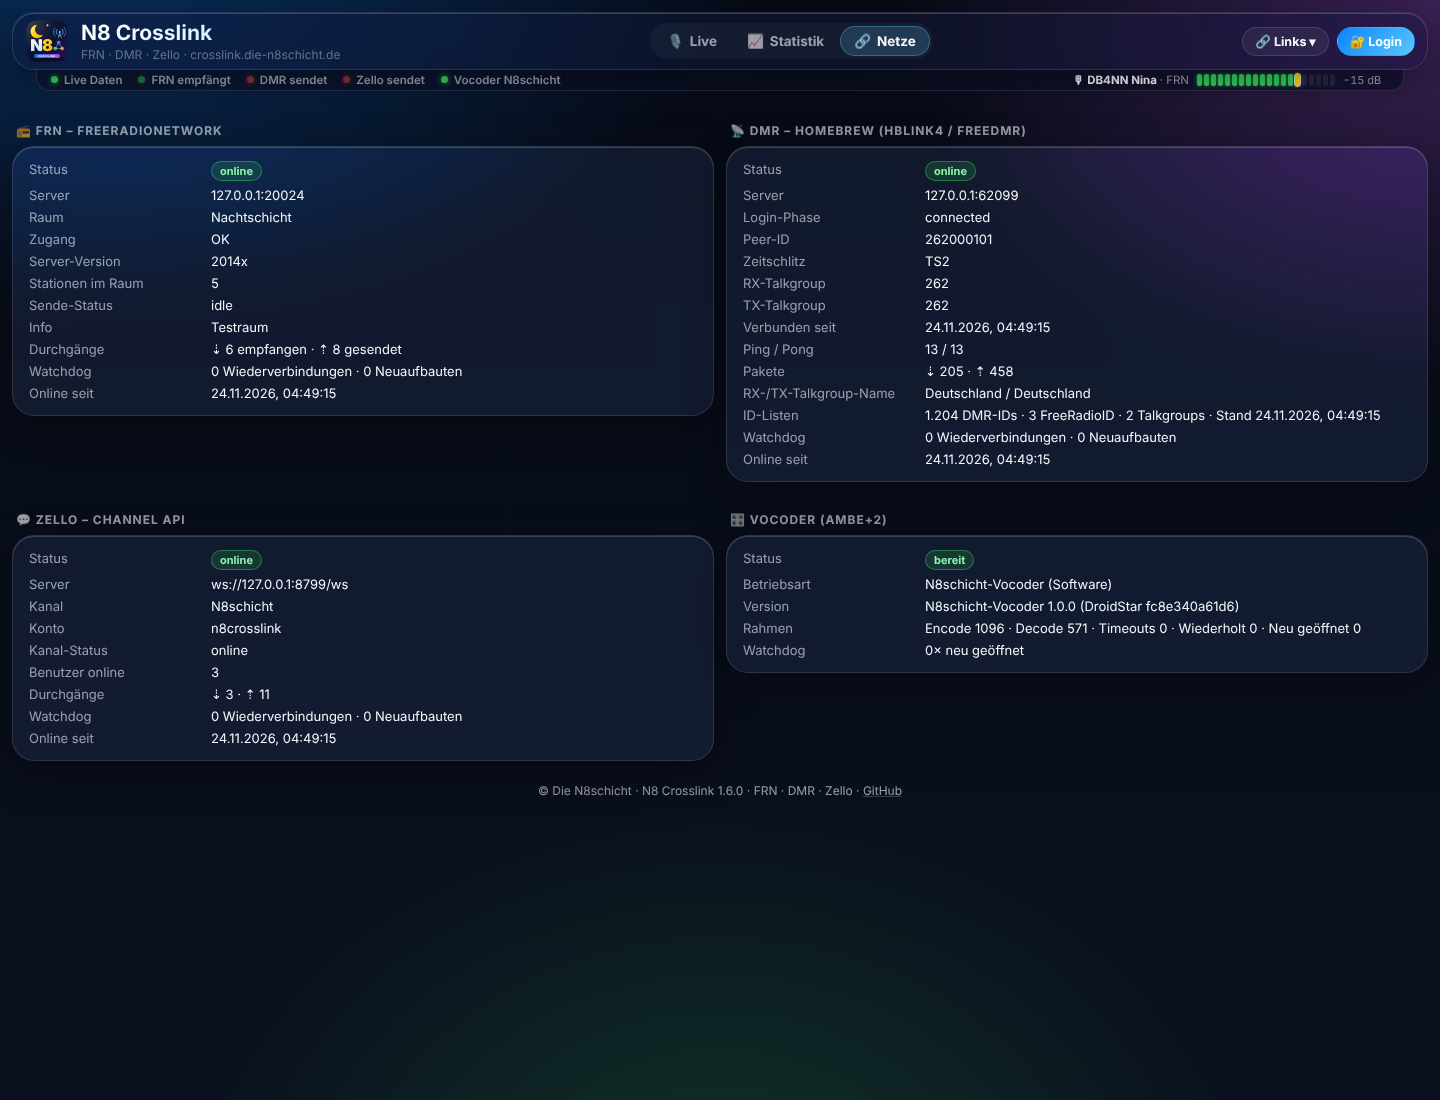 N8 Crosslink
FRN · DMR · Zello · crosslink.die-n8schicht.de
Live
Statistik
Netze
Links ▾
Login
Live Daten
FRN empfängt
DMR sendet
Zello sendet
Vocoder N8schicht
DB4NN Nina · FRN
-15 dB
FRN – FREERADIONETWORK
Status online
Server 127.0.0.1:20024
Raum Nachtschicht
Zugang OK
Server-Version 2014x
Stationen im Raum 5
Sende-Status idle
Info Testraum
Durchgänge ↓ 6 empfangen · ↑ 8 gesendet
Watchdog 0 Wiederverbindungen · 0 Neuaufbauten
Online seit 24.11.2026, 04:49:15
DMR – HOMEBREW (HBLINK4 / FREEDMR)
Status online
Server 127.0.0.1:62099
Login-Phase connected
Peer-ID 262000101
Zeitschlitz TS2
RX-Talkgroup 262
TX-Talkgroup 262
Verbunden seit 24.11.2026, 04:49:15
Ping / Pong 13 / 13
Pakete ↓ 205 · ↑ 458
RX-/TX-Talkgroup-Name Deutschland / Deutschland
ID-Listen 1.204 DMR-IDs · 3 FreeRadioID · 2 Talkgroups · Stand 24.11.2026, 04:49:15
Watchdog 0 Wiederverbindungen · 0 Neuaufbauten
Online seit 24.11.2026, 04:49:15
ZELLO – CHANNEL API
Status online
Server ws://127.0.0.1:8799/ws
Kanal N8schicht
Konto n8crosslink
Kanal-Status online
Benutzer online 3
Durchgänge ↓ 3 · ↑ 11
Watchdog 0 Wiederverbindungen · 0 Neuaufbauten
Online seit 24.11.2026, 04:49:15
VOCODER (AMBE+2)
Status bereit
Betriebsart N8schicht-Vocoder (Software)
Version N8schicht-Vocoder 1.0.0 (DroidStar fc8e340a61d6)
Rahmen Encode 1096 · Decode 571 · Timeouts 0 · Wiederholt 0 · Neu geöffnet 0
Watchdog 0× neu geöffnet
© Die N8schicht · N8 Crosslink 1.6.0 · FRN · DMR · Zello · GitHub